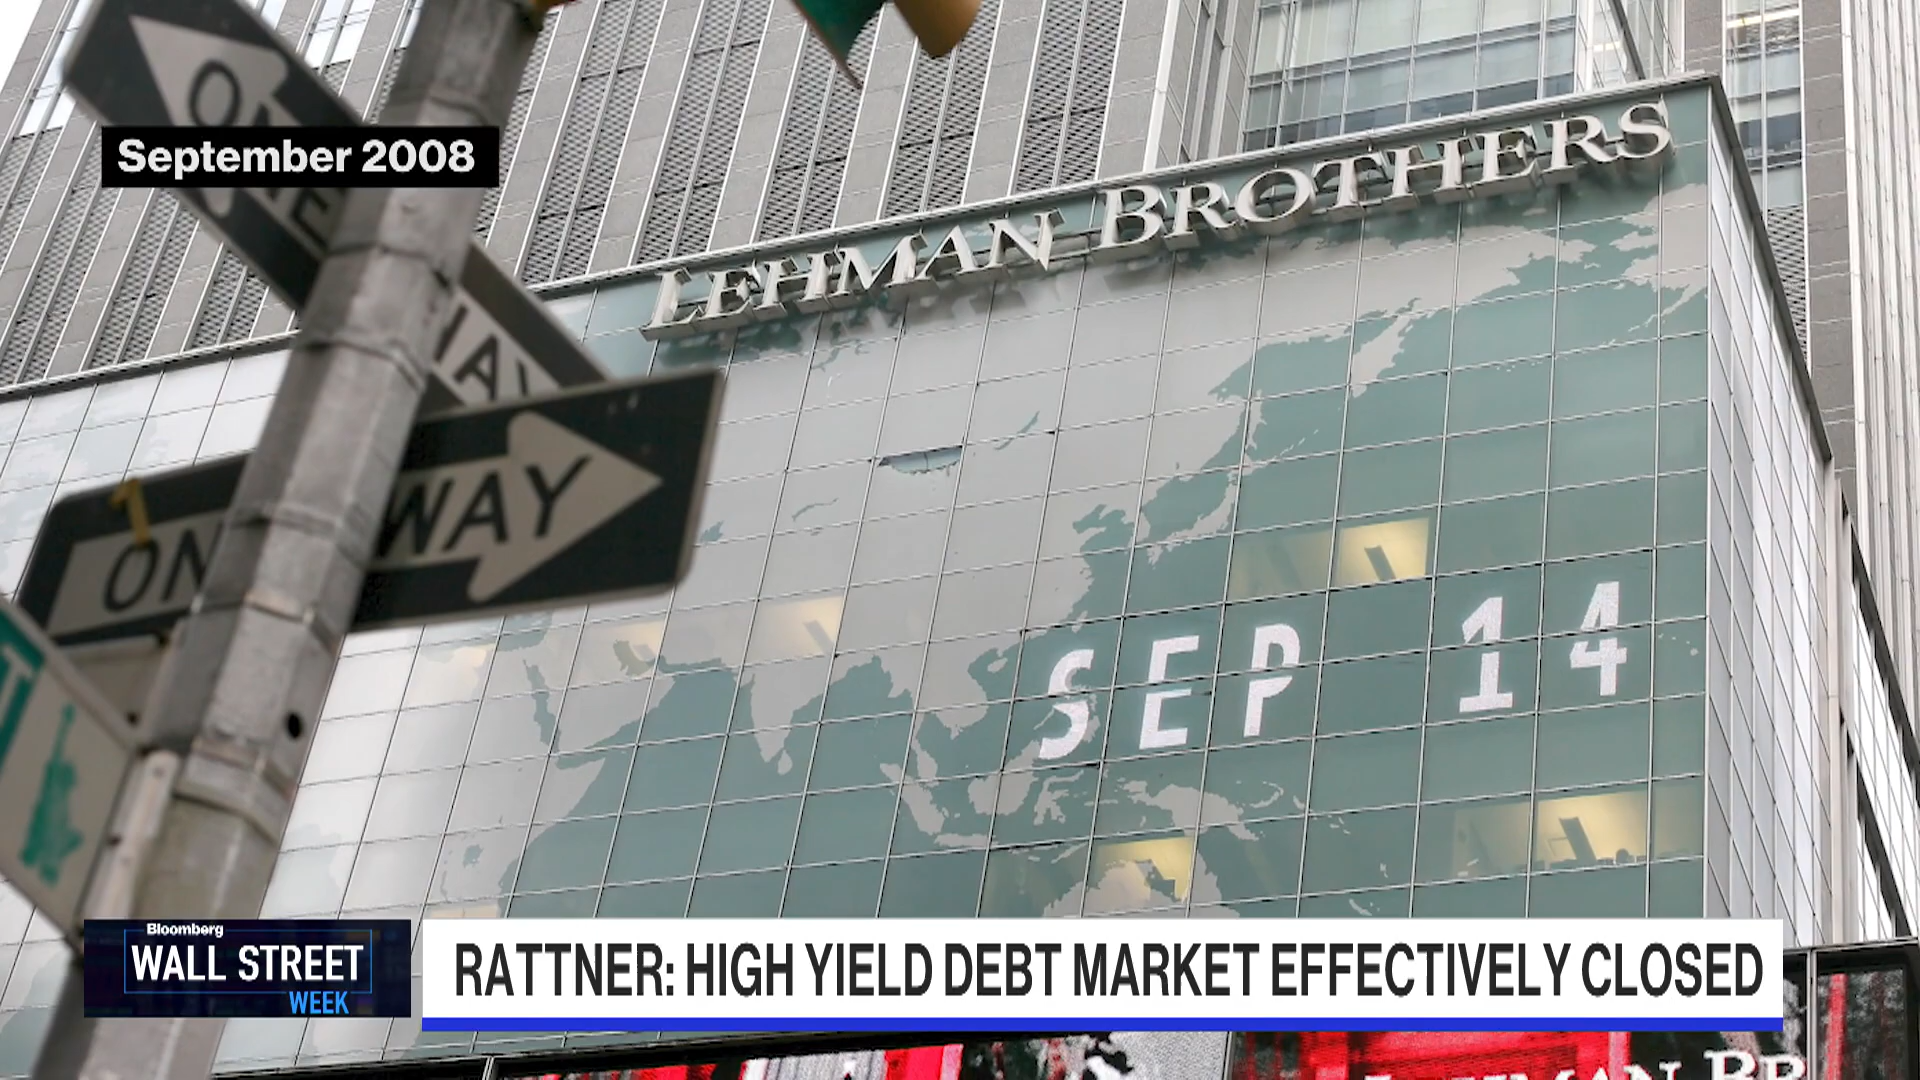 ONE
September 2008
WAY
LEHMAN BROTHERS
WAY
SEP 14
Bloomberg
WALL STREET
WEEK
RATTNER: HIGH YIELD DEBT MARKET EFFECTIVELY CLOSED